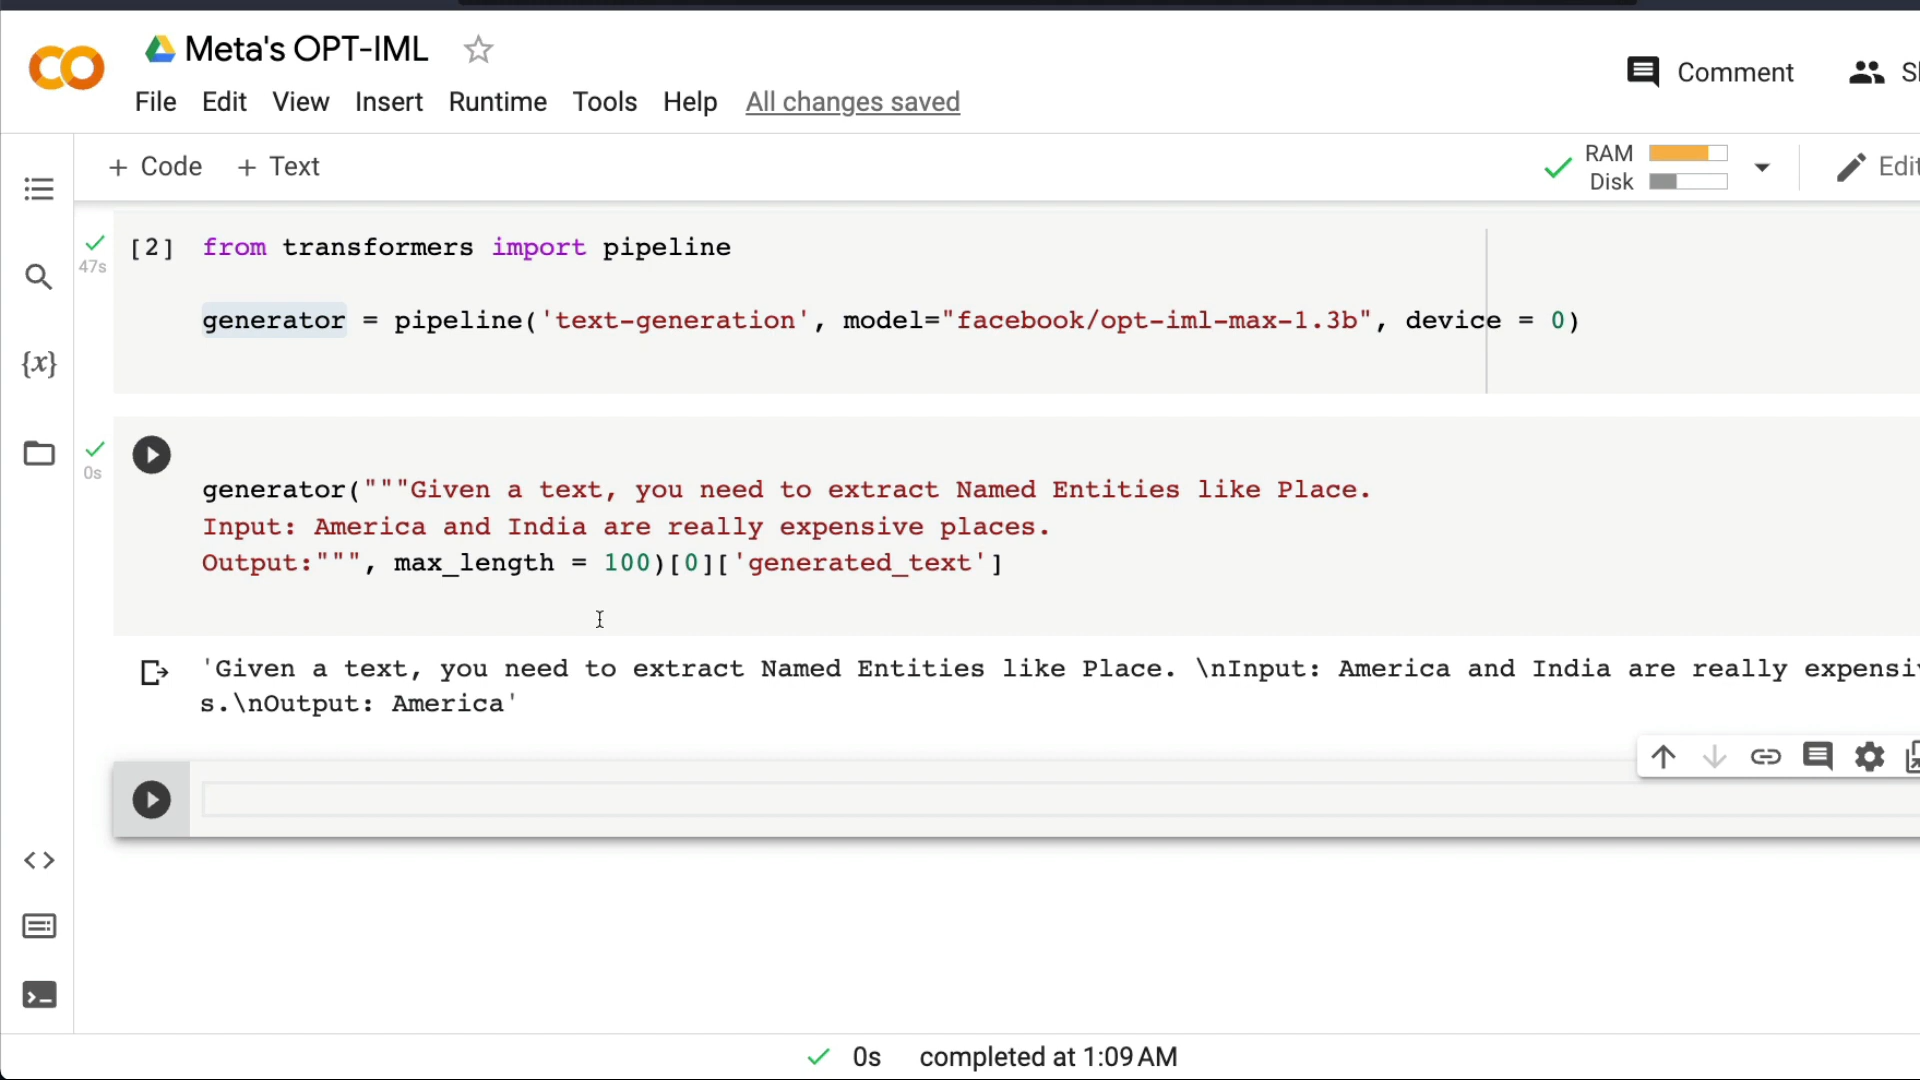 Meta's OPT-IML
Comment
File Edit View Insert Runtime Tools Help All changes saved
+ Code + Text
RAM
Disk
Edit
47s
[2] from transformers import pipeline
generator = pipeline('text-generation', model="facebook/opt-iml-max-1.3b", device = 0)
{x}
0s
generator("""Given a text, you need to extract Named Entities like Place.
Input: America and India are really expensive places.
Output:""", max_length = 100)[0]['generated_text']
'Given a text, you need to extract Named Entities like Place. \nInput: America and India are really expensi
s.\nOutput: America'
0s completed at 1:09 AM